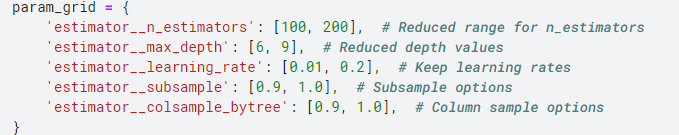 param_grid = {
    'estimator__n_estimators': [100, 200],  # Reduced range for n_estimators
    'estimator__max_depth': [6, 9],  # Reduced depth values
    'estimator__learning_rate': [0.01, 0.2],  # Keep learning rates
    'estimator__subsample': [0.9, 1.0],  # Subsample options
    'estimator__colsample_bytree': [0.9, 1.0],  # Column sample options
}